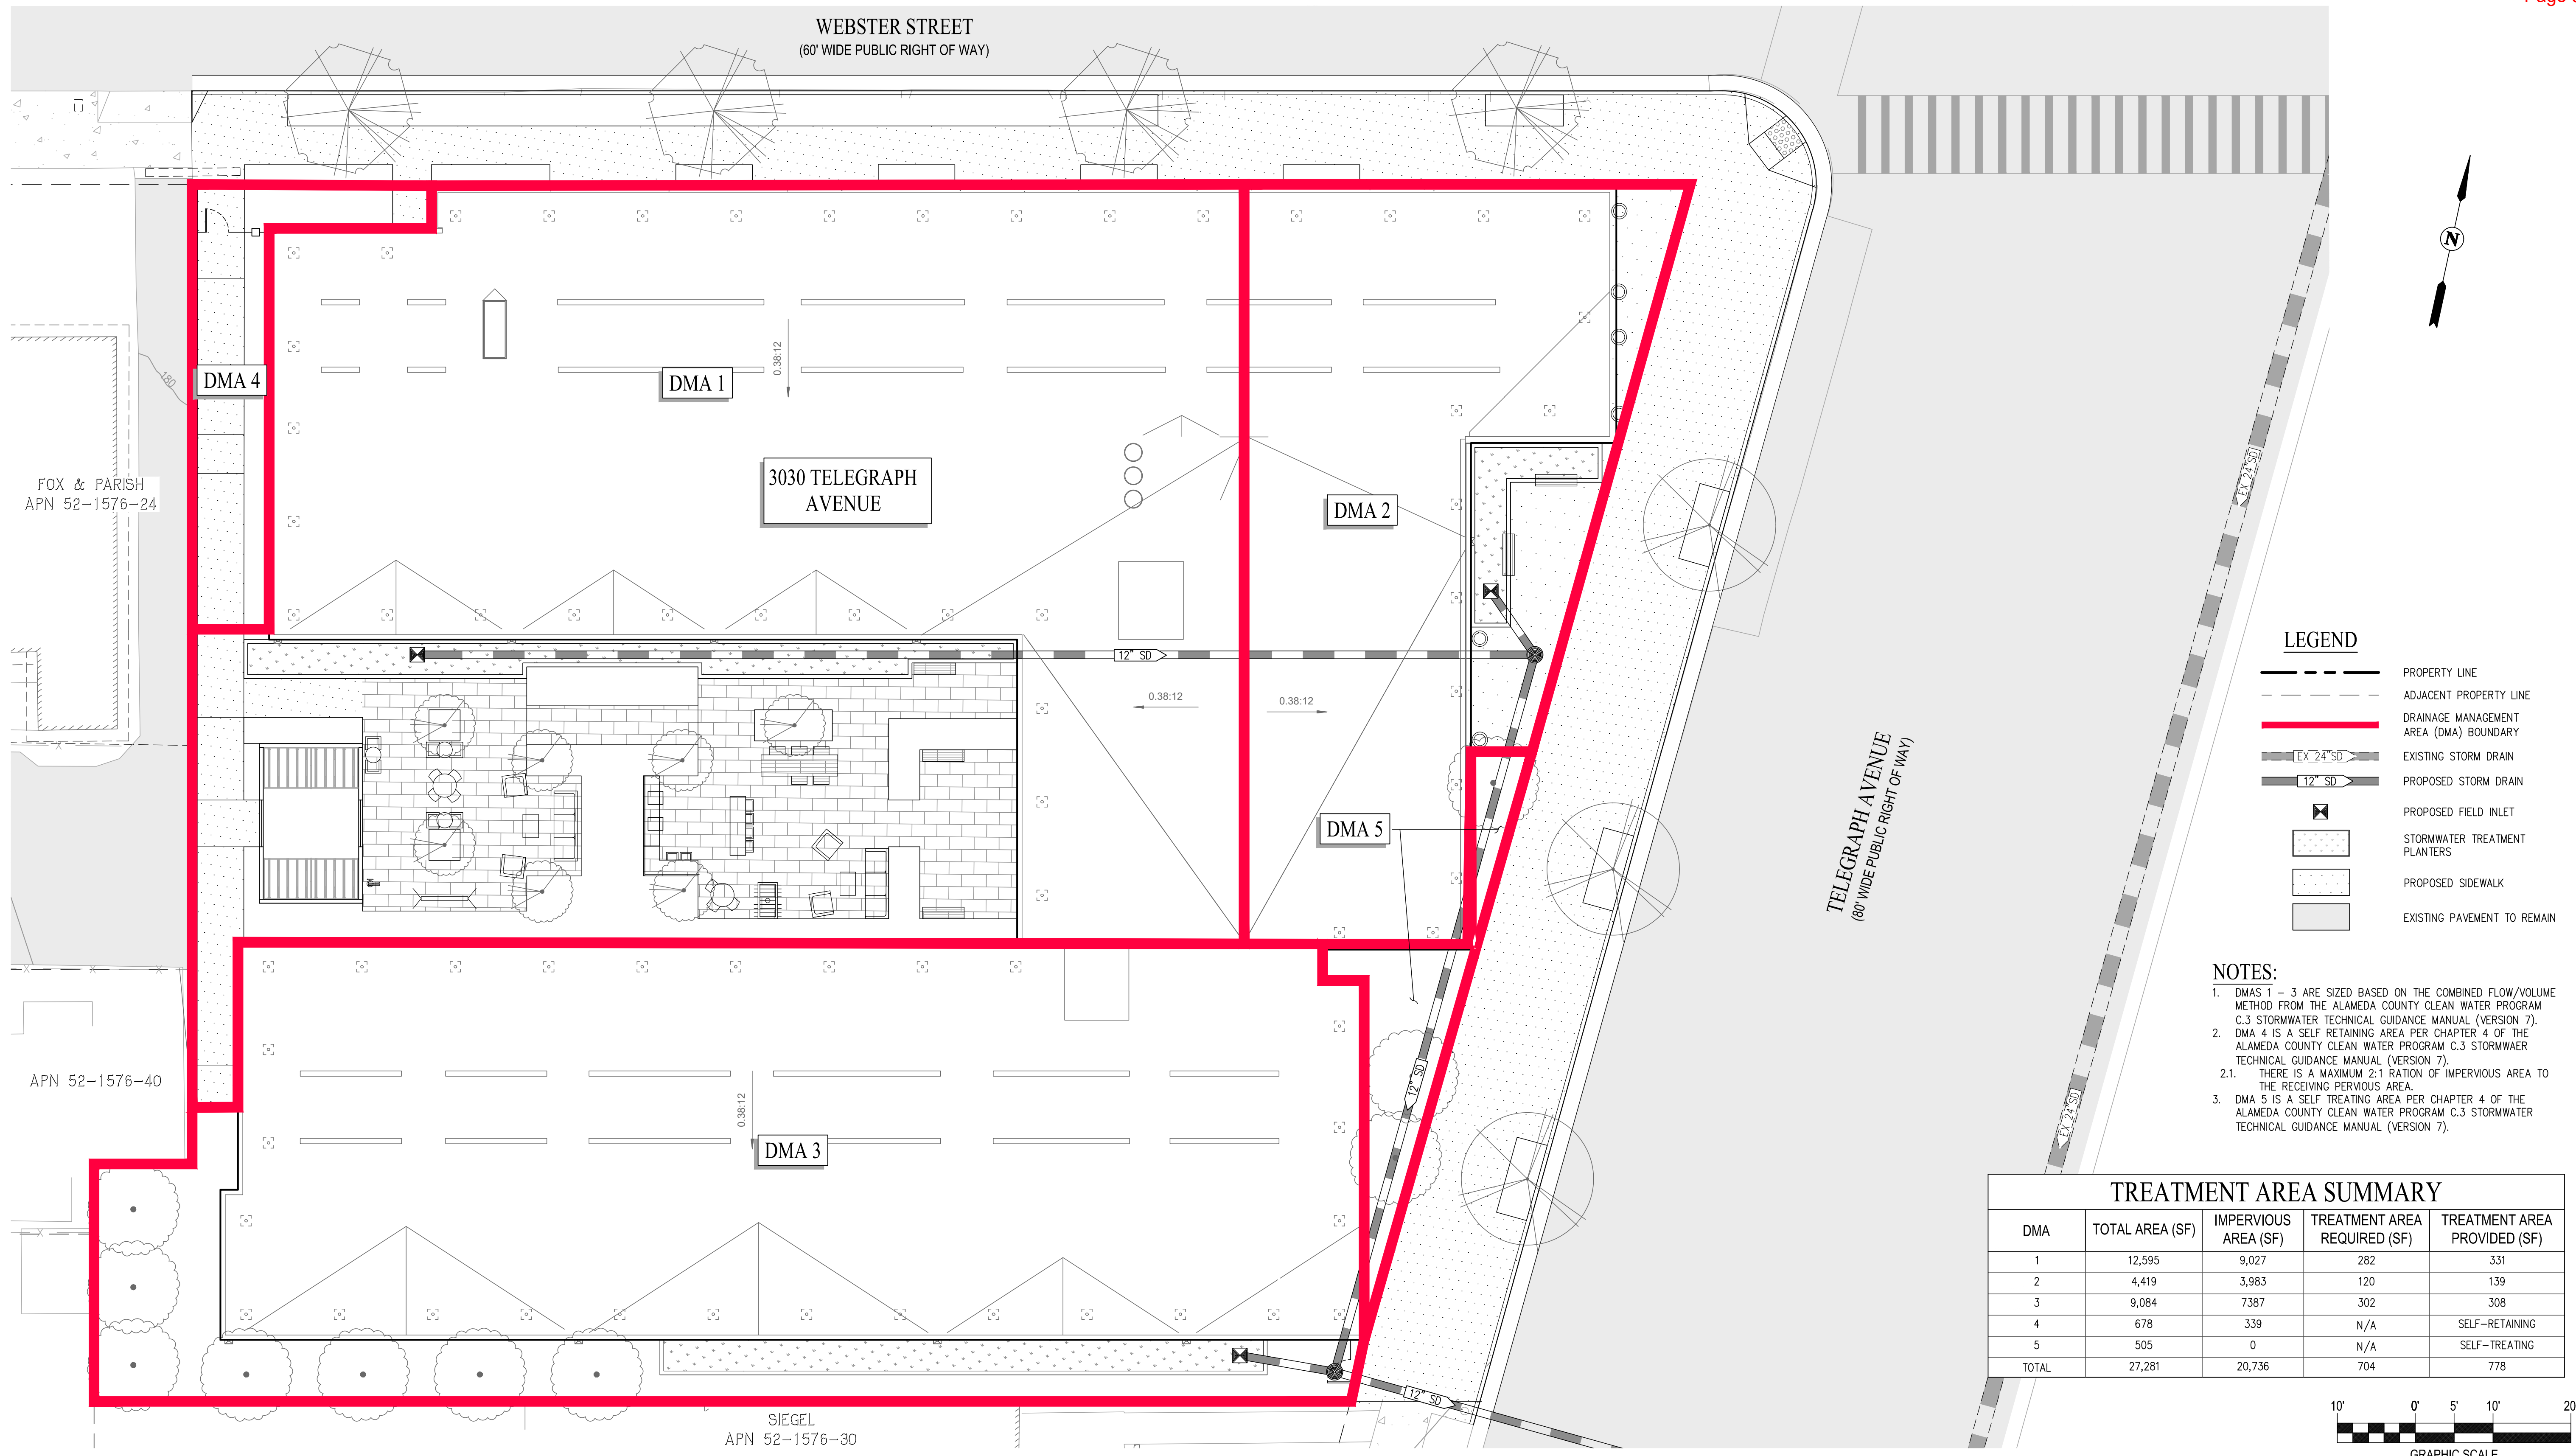 Page
WEBSTER STREET
(60' WIDE PUBLIC RIGHT OF WAY)
N
180
DMA 4
DMA 1
0.38:12
3030 TELEGRAPH
AVENUE
FOX & PARISH
APN 52-1576-24
DMA 2
EX 24"SD
12" SD
0.38:12
0.38:12
DMA 5
TELEGRAPH AVENUE
(80' WIDE PUBLIC RIGHT OF WAY)
APN 52-1576-40
12" SD
0.38:12
DMA 3
EX 24"SD
12" SD
SIEGEL
APN 52-1576-30
LEGEND
PROPERTY LINE
ADJACENT PROPERTY LINE
DRAINAGE MANAGEMENT
AREA (DMA) BOUNDARY
EX 24"SD EXISTING STORM DRAIN
12" SD PROPOSED STORM DRAIN
PROPOSED FIELD INLET
STORMWATER TREATMENT
PLANTERS
PROPOSED SIDEWALK
EXISTING PAVEMENT TO REMAIN
NOTES:
1. DMAS 1 - 3 ARE SIZED BASED ON THE COMBINED FLOW/VOLUME
METHOD FROM THE ALAMEDA COUNTY CLEAN WATER PROGRAM
C.3 STORMWATER TECHNICAL GUIDANCE MANUAL (VERSION 7).
2. DMA 4 IS A SELF RETAINING AREA PER CHAPTER 4 OF THE
ALAMEDA COUNTY CLEAN WATER PROGRAM C.3 STORMWAER
TECHNICAL GUIDANCE MANUAL (VERSION 7).
2.1. THERE IS A MAXIMUM 2:1 RATION OF IMPERVIOUS AREA TO
THE RECEIVING PERVIOUS AREA.
3. DMA 5 IS A SELF TREATING AREA PER CHAPTER 4 OF THE
ALAMEDA COUNTY CLEAN WATER PROGRAM C.3 STORMWATER
TECHNICAL GUIDANCE MANUAL (VERSION 7).
TREATMENT AREA SUMMARY
DMA TOTAL AREA (SF) IMPERVIOUS AREA (SF) TREATMENT AREA REQUIRED (SF) TREATMENT AREA PROVIDED (SF)
1 12,595 9,027 282 331
2 4,419 3,983 120 139
3 9,084 7387 302 308
4 678 339 N/A SELF-RETAINING
5 505 0 N/A SELF-TREATING
TOTAL 27,281 20,736 704 778
10' 0' 5' 10' 20
GRAPHIC SCALE